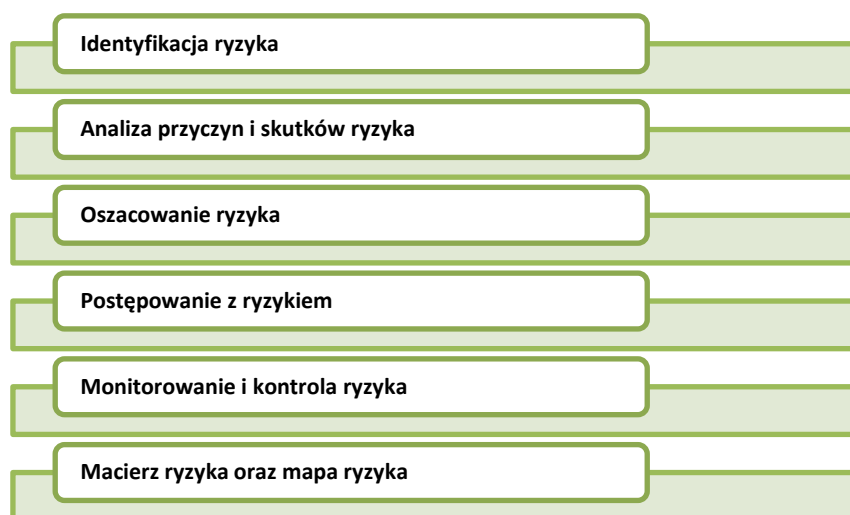 Identyfikacja ryzyka
Analiza przyczyn i skutków ryzyka
Oszacowanie ryzyka
Postępowanie z ryzykiem
Monitorowanie i kontrola ryzyka
Macierz ryzyka oraz mapa ryzyka